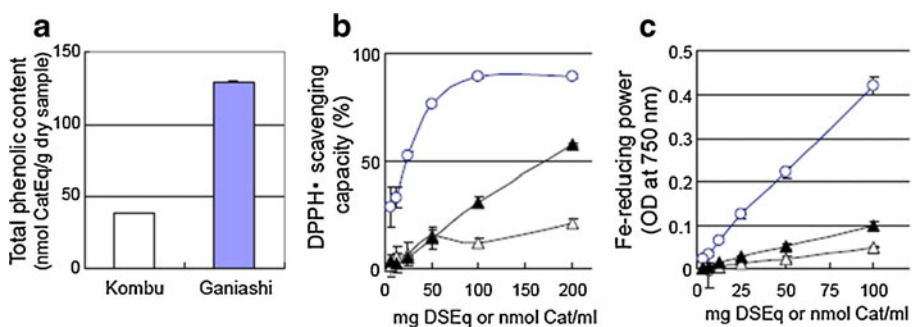 a
Total phenolic content
(nmol CatEq/g dry sample)
150
100
50
0
Kombu
Ganiashi
b
DPPH• scavenging
capacity (%)
100
50
0
0
50
100
150
200
mg DSEq or nmol Cat/ml
c
Fe-reducing power
(OD at 750 nm)
0.5
0.4
0.3
0.2
0.1
0
0
25
50
75
100
mg DSEq or nmol Cat/ml